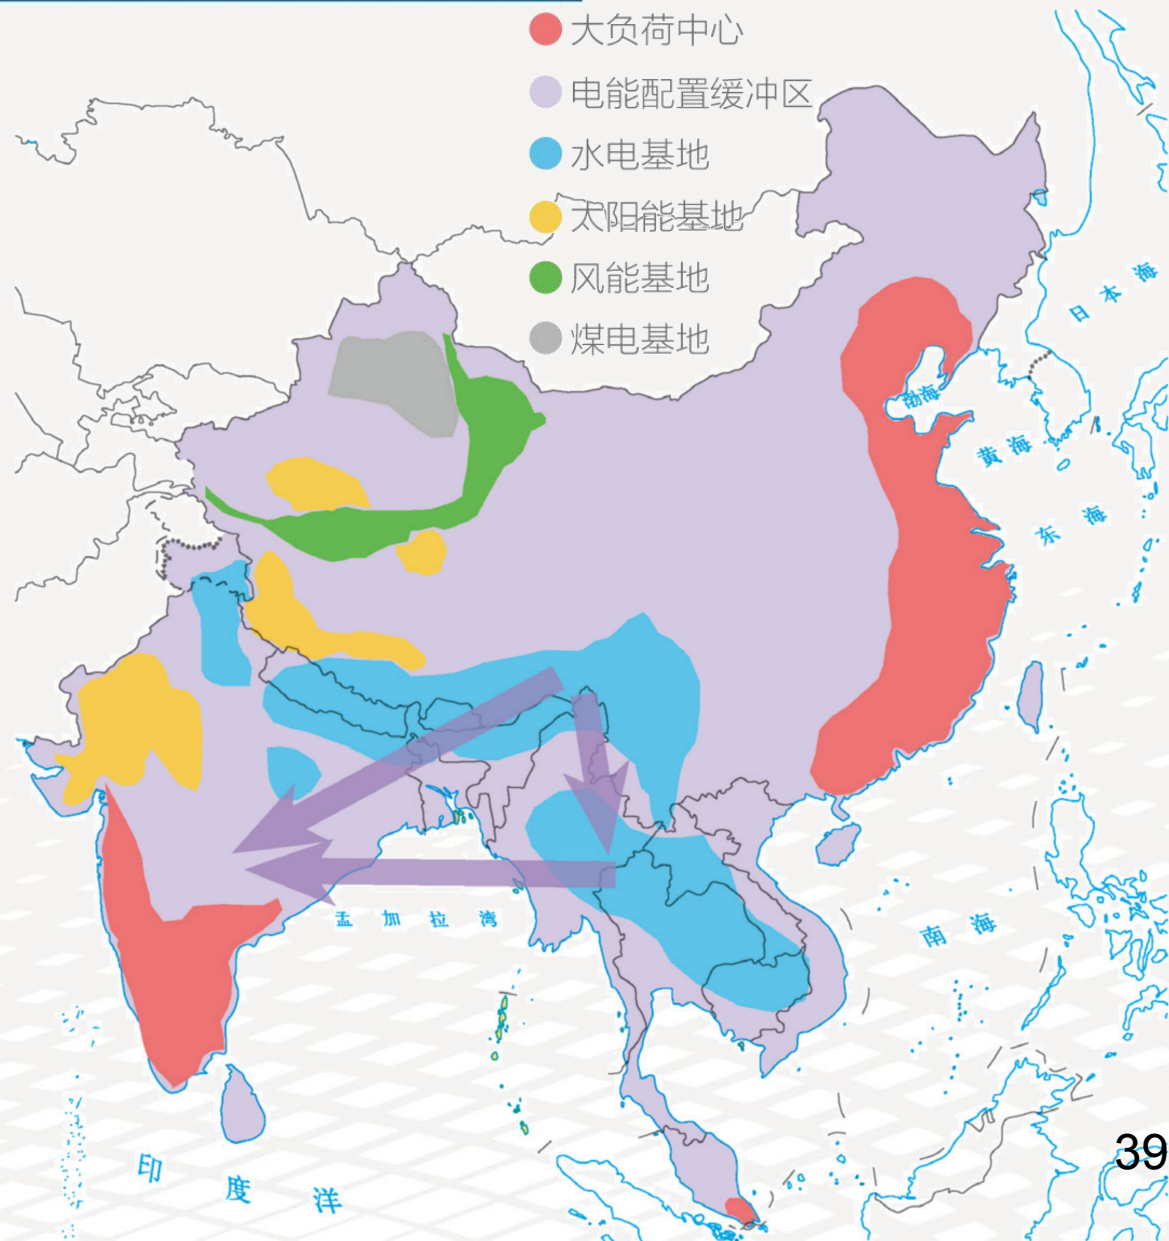 大负荷中心
电能配置缓冲区
水电基地
太阳能基地
风能基地
煤电基地
日本海
渤海
黄海
东海
孟加拉湾
南海
39
印度洋